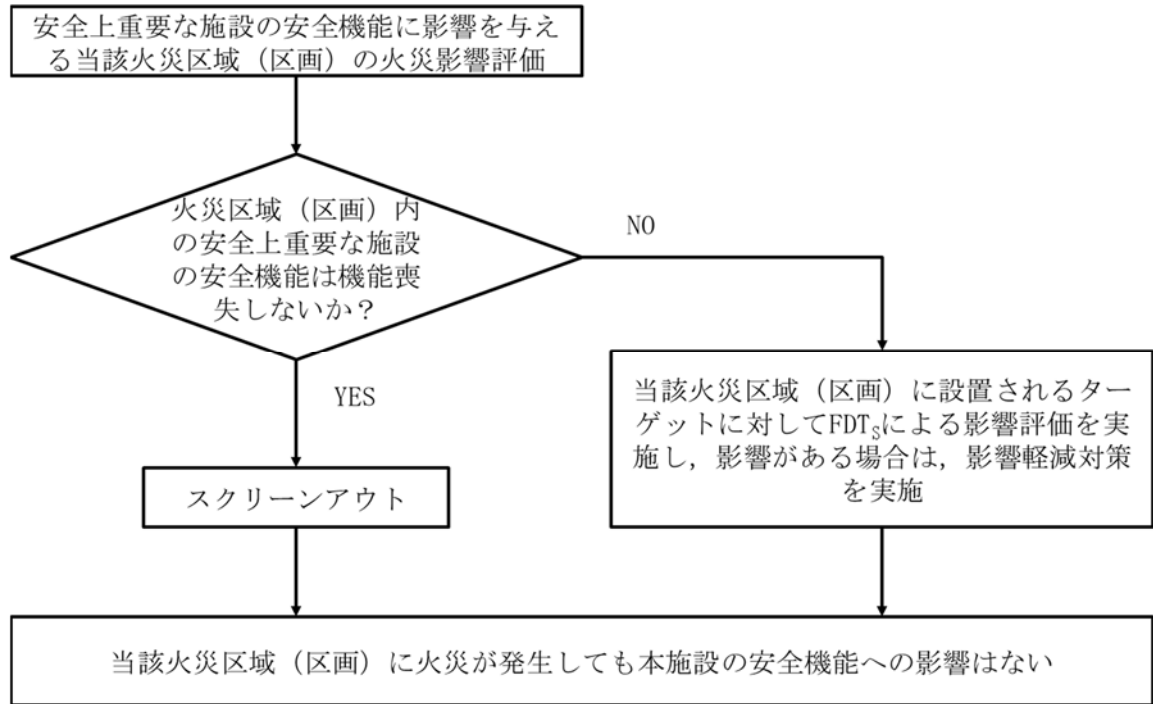 安全上重要な施設の安全機能に影響を与え
る当該火災区域（区画）の火災影響評価
火災区域（区画）内
の安全上重要な施設
の安全機能は機能喪
失しないか？
NO
YES
当該火災区域（区画）に設置されるター
ゲットに対してFDTSによる影響評価を実
施し，影響がある場合は，影響軽減対策
を実施
スクリーンアウト
当該火災区域（区画）に火災が発生しても本施設の安全機能への影響はない